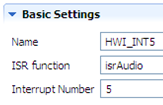 Basic Settings
Name HWI_INT5
ISR function isrAudio
Interrupt Number 5